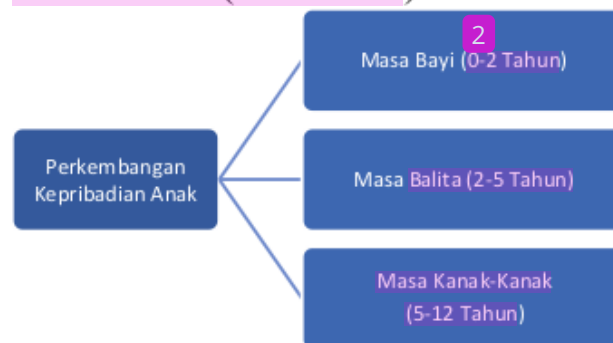 2
Masa Bayi (0-2 Tahun)
Perkembangan
Kepribadian Anak
Masa Balita (2-5 Tahun)
Masa Kanak-Kanak
(5-12 Tahun)